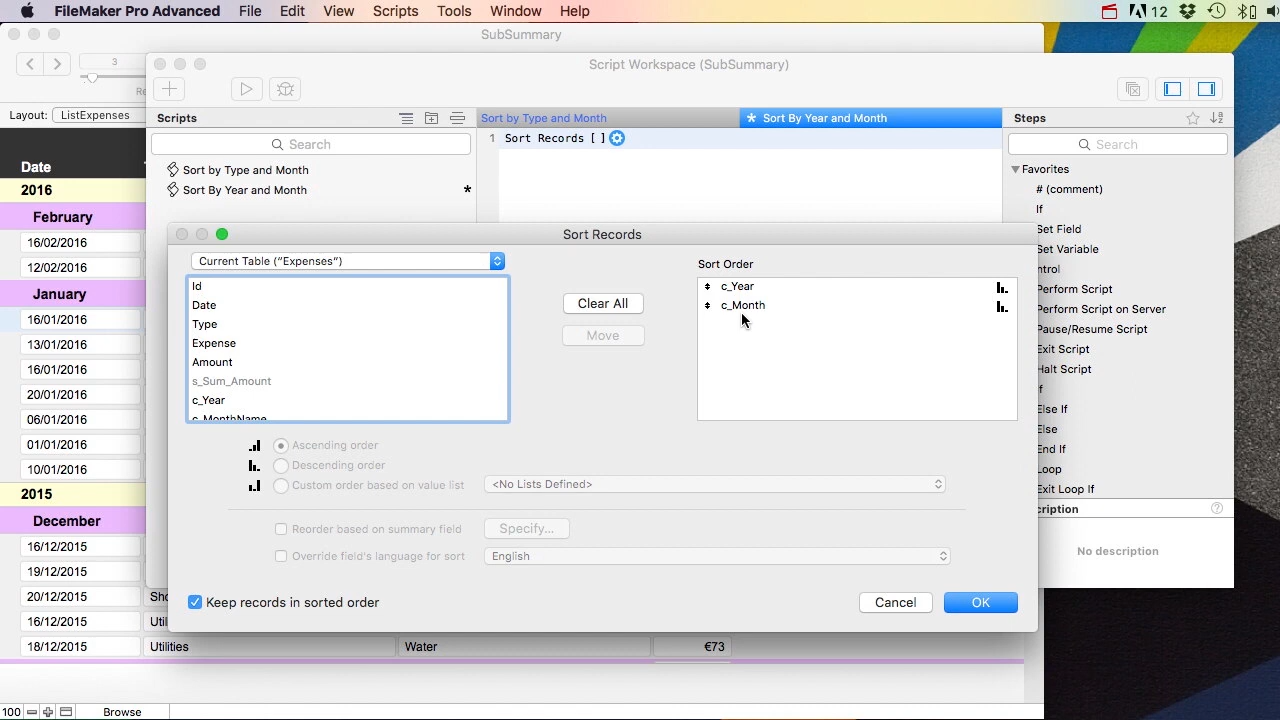 FileMaker Pro Advanced File Edit View Scripts Tools Window Help 12
SubSummary
3
Layout: ListExpenses
Script Workspace (SubSummary)
Scripts
Search
Sort by Type and Month
Sort By Year and Month *
Sort by Type and Month
* Sort By Year and Month
1 Sort Records [ ]
Steps
Search
Favorites
# (comment)
If
Set Field
Set Variable
ntrol
Perform Script
Perform Script on Server
Pause/Resume Script
Exit Script
Halt Script
f
Else If
Else
End If
Loop
Exit Loop If
cription
No description
Date
2016
February
16/02/2016
12/02/2016
January
16/01/2016
13/01/2016
16/01/2016
20/01/2016
06/01/2016
01/01/2016
10/01/2016
2015
December
16/12/2015
19/12/2015
20/12/2015 Sho
16/12/2015 Util
18/12/2015 Utilities Water €73
Sort Records
Current Table ("Expenses")
Id
Date
Type
Expense
Amount
s_Sum_Amount
c_Year
c_MonthName
Clear All
Move
Sort Order
c_Year
c_Month
Ascending order
Descending order
Custom order based on value list <No Lists Defined>
Reorder based on summary field Specify...
Override field's language for sort English
Keep records in sorted order
Cancel OK
100 Browse